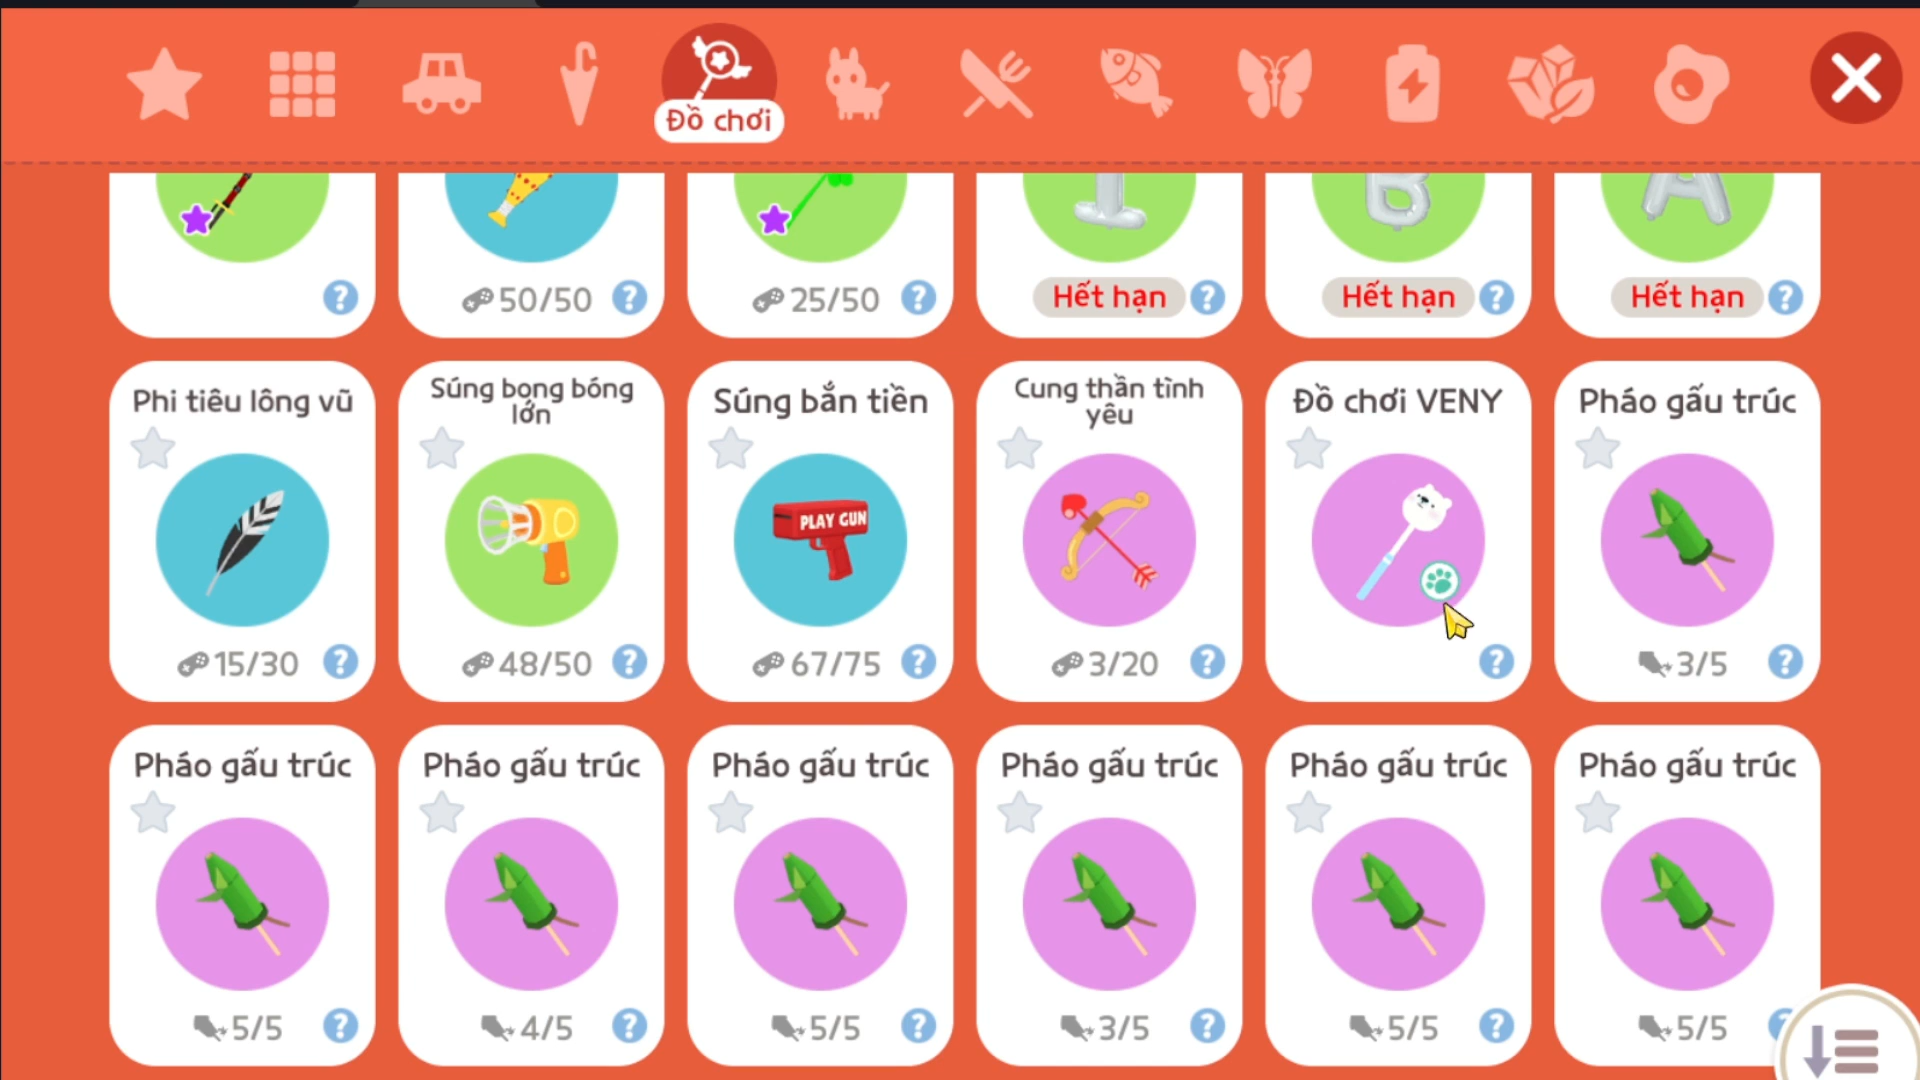 Đồ chơi
50/50
25/50
Hết hạn
Hết hạn
Hết hạn
Phi tiêu lông vũ
Súng bong bóng
lớn
Súng bắn tiền
Cung thần tình
yêu
Đồ chơi VENY
Pháo gấu trúc
PLAY GUN
15/30
48/50
67/75
3/20
3/5
Pháo gấu trúc
Pháo gấu trúc
Pháo gấu trúc
Pháo gấu trúc
Pháo gấu trúc
Pháo gấu trúc
5/5
4/5
5/5
3/5
5/5
5/5